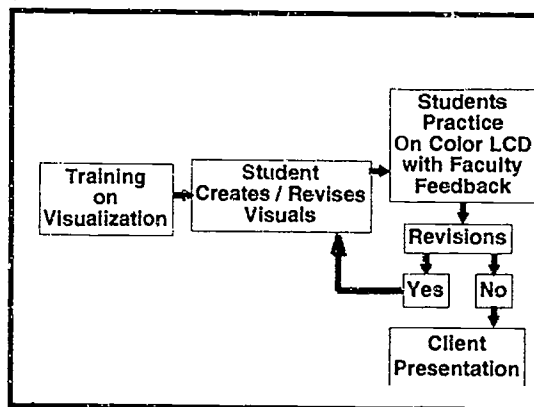 Training
on
Visualization
Student
Creates / Revises
Visuals
Students
Practice
On Color LCD
with Faculty
Feedback
Revisions
Yes
No
Client
Presentation